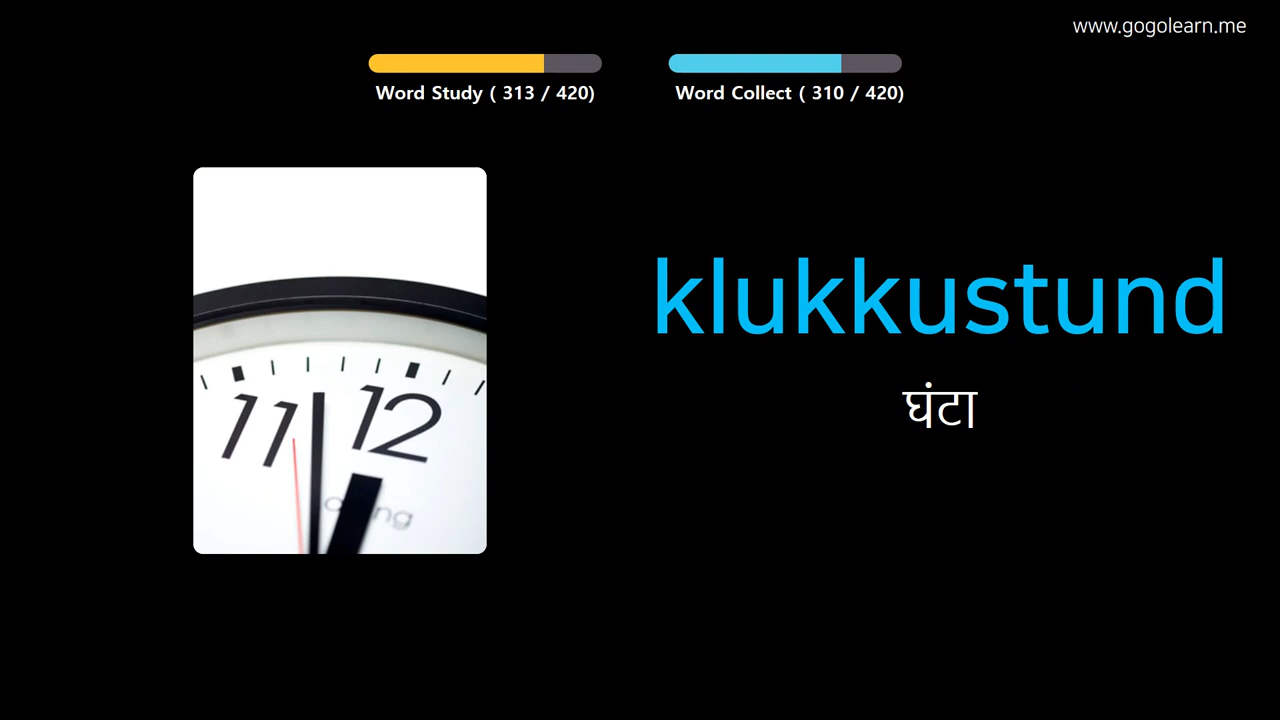 www.gogolearn.me
Word Study ( 313 / 420)
Word Collect ( 310 / 420)
11
12
klukkustund
घंटा